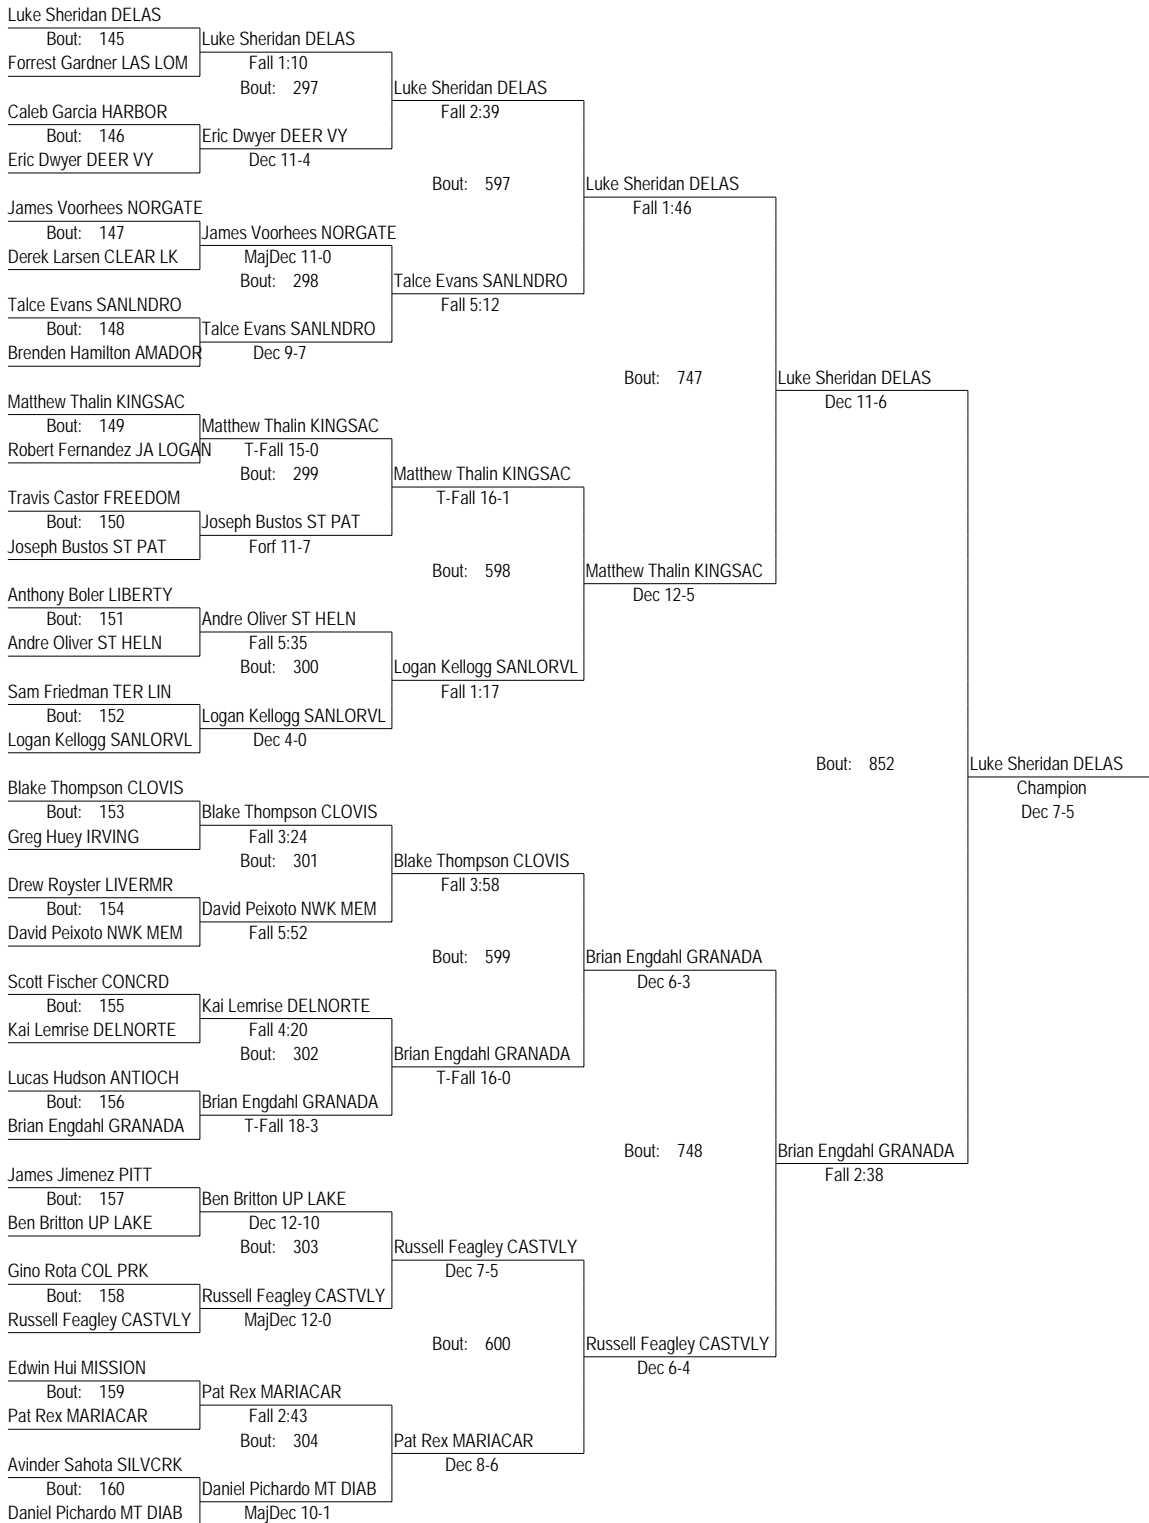 Luke Sheridan DELAS
Bout: 145
Luke Sheridan DELAS
Forrest Gardner LAS LOM
Fall 1:10
Bout: 297
Luke Sheridan DELAS
Caleb Garcia HARBOR
Fall 2:39
Bout: 146
Eric Dwyer DEER VY
Eric Dwyer DEER VY
Dec 11-4
Bout: 597
Luke Sheridan DELAS
James Voorhees NORGATE
Fall 1:46
Bout: 147
James Voorhees NORGATE
Derek Larsen CLEAR LK
MajDec 11-0
Bout: 298
Talce Evans SANLNDRO
Talce Evans SANLNDRO
Fall 5:12
Bout: 148
Talce Evans SANLNDRO
Brenden Hamilton AMADOR
Dec 9-7
Bout: 747
Luke Sheridan DELAS
Matthew Thalin KINGSAC
Dec 11-6
Bout: 149
Matthew Thalin KINGSAC
Robert Fernandez JA LOGAN
T-Fall 15-0
Bout: 299
Matthew Thalin KINGSAC
Travis Castor FREEDOM
T-Fall 16-1
Bout: 150
Joseph Bustos ST PAT
Joseph Bustos ST PAT
Forf 11-7
Bout: 598
Matthew Thalin KINGSAC
Anthony Boler LIBERTY
Dec 12-5
Bout: 151
Andre Oliver ST HELN
Andre Oliver ST HELN
Fall 5:35
Bout: 300
Logan Kellogg SANLORVL
Sam Friedman TER LIN
Fall 1:17
Bout: 152
Logan Kellogg SANLORVL
Logan Kellogg SANLORVL
Dec 4-0
Bout: 852
Luke Sheridan DELAS
Blake Thompson CLOVIS
Champion
Bout: 153
Blake Thompson CLOVIS
Dec 7-5
Greg Huey IRVING
Fall 3:24
Bout: 301
Blake Thompson CLOVIS
Drew Royster LIVERMR
Fall 3:58
Bout: 154
David Peixoto NWK MEM
David Peixoto NWK MEM
Fall 5:52
Bout: 599
Brian Engdahl GRANADA
Scott Fischer CONCRD
Dec 6-3
Bout: 155
Kai Lemrise DELNORTE
Kai Lemrise DELNORTE
Fall 4:20
Bout: 302
Brian Engdahl GRANADA
Lucas Hudson ANTIOCH
T-Fall 16-0
Bout: 156
Brian Engdahl GRANADA
Brian Engdahl GRANADA
T-Fall 18-3
Bout: 748
Brian Engdahl GRANADA
James Jimenez PITT
Fall 2:38
Bout: 157
Ben Britton UP LAKE
Ben Britton UP LAKE
Dec 12-10
Bout: 303
Russell Feagley CASTVLY
Gino Rota COL PRK
Dec 7-5
Bout: 158
Russell Feagley CASTVLY
Russell Feagley CASTVLY
MajDec 12-0
Bout: 600
Russell Feagley CASTVLY
Edwin Hui MISSION
Dec 6-4
Bout: 159
Pat Rex MARIACAR
Pat Rex MARIACAR
Fall 2:43
Bout: 304
Pat Rex MARIACAR
Avinder Sahota SILVCRK
Dec 8-6
Bout: 160
Daniel Pichardo MT DIAB
Daniel Pichardo MT DIAB
MajDec 10-1